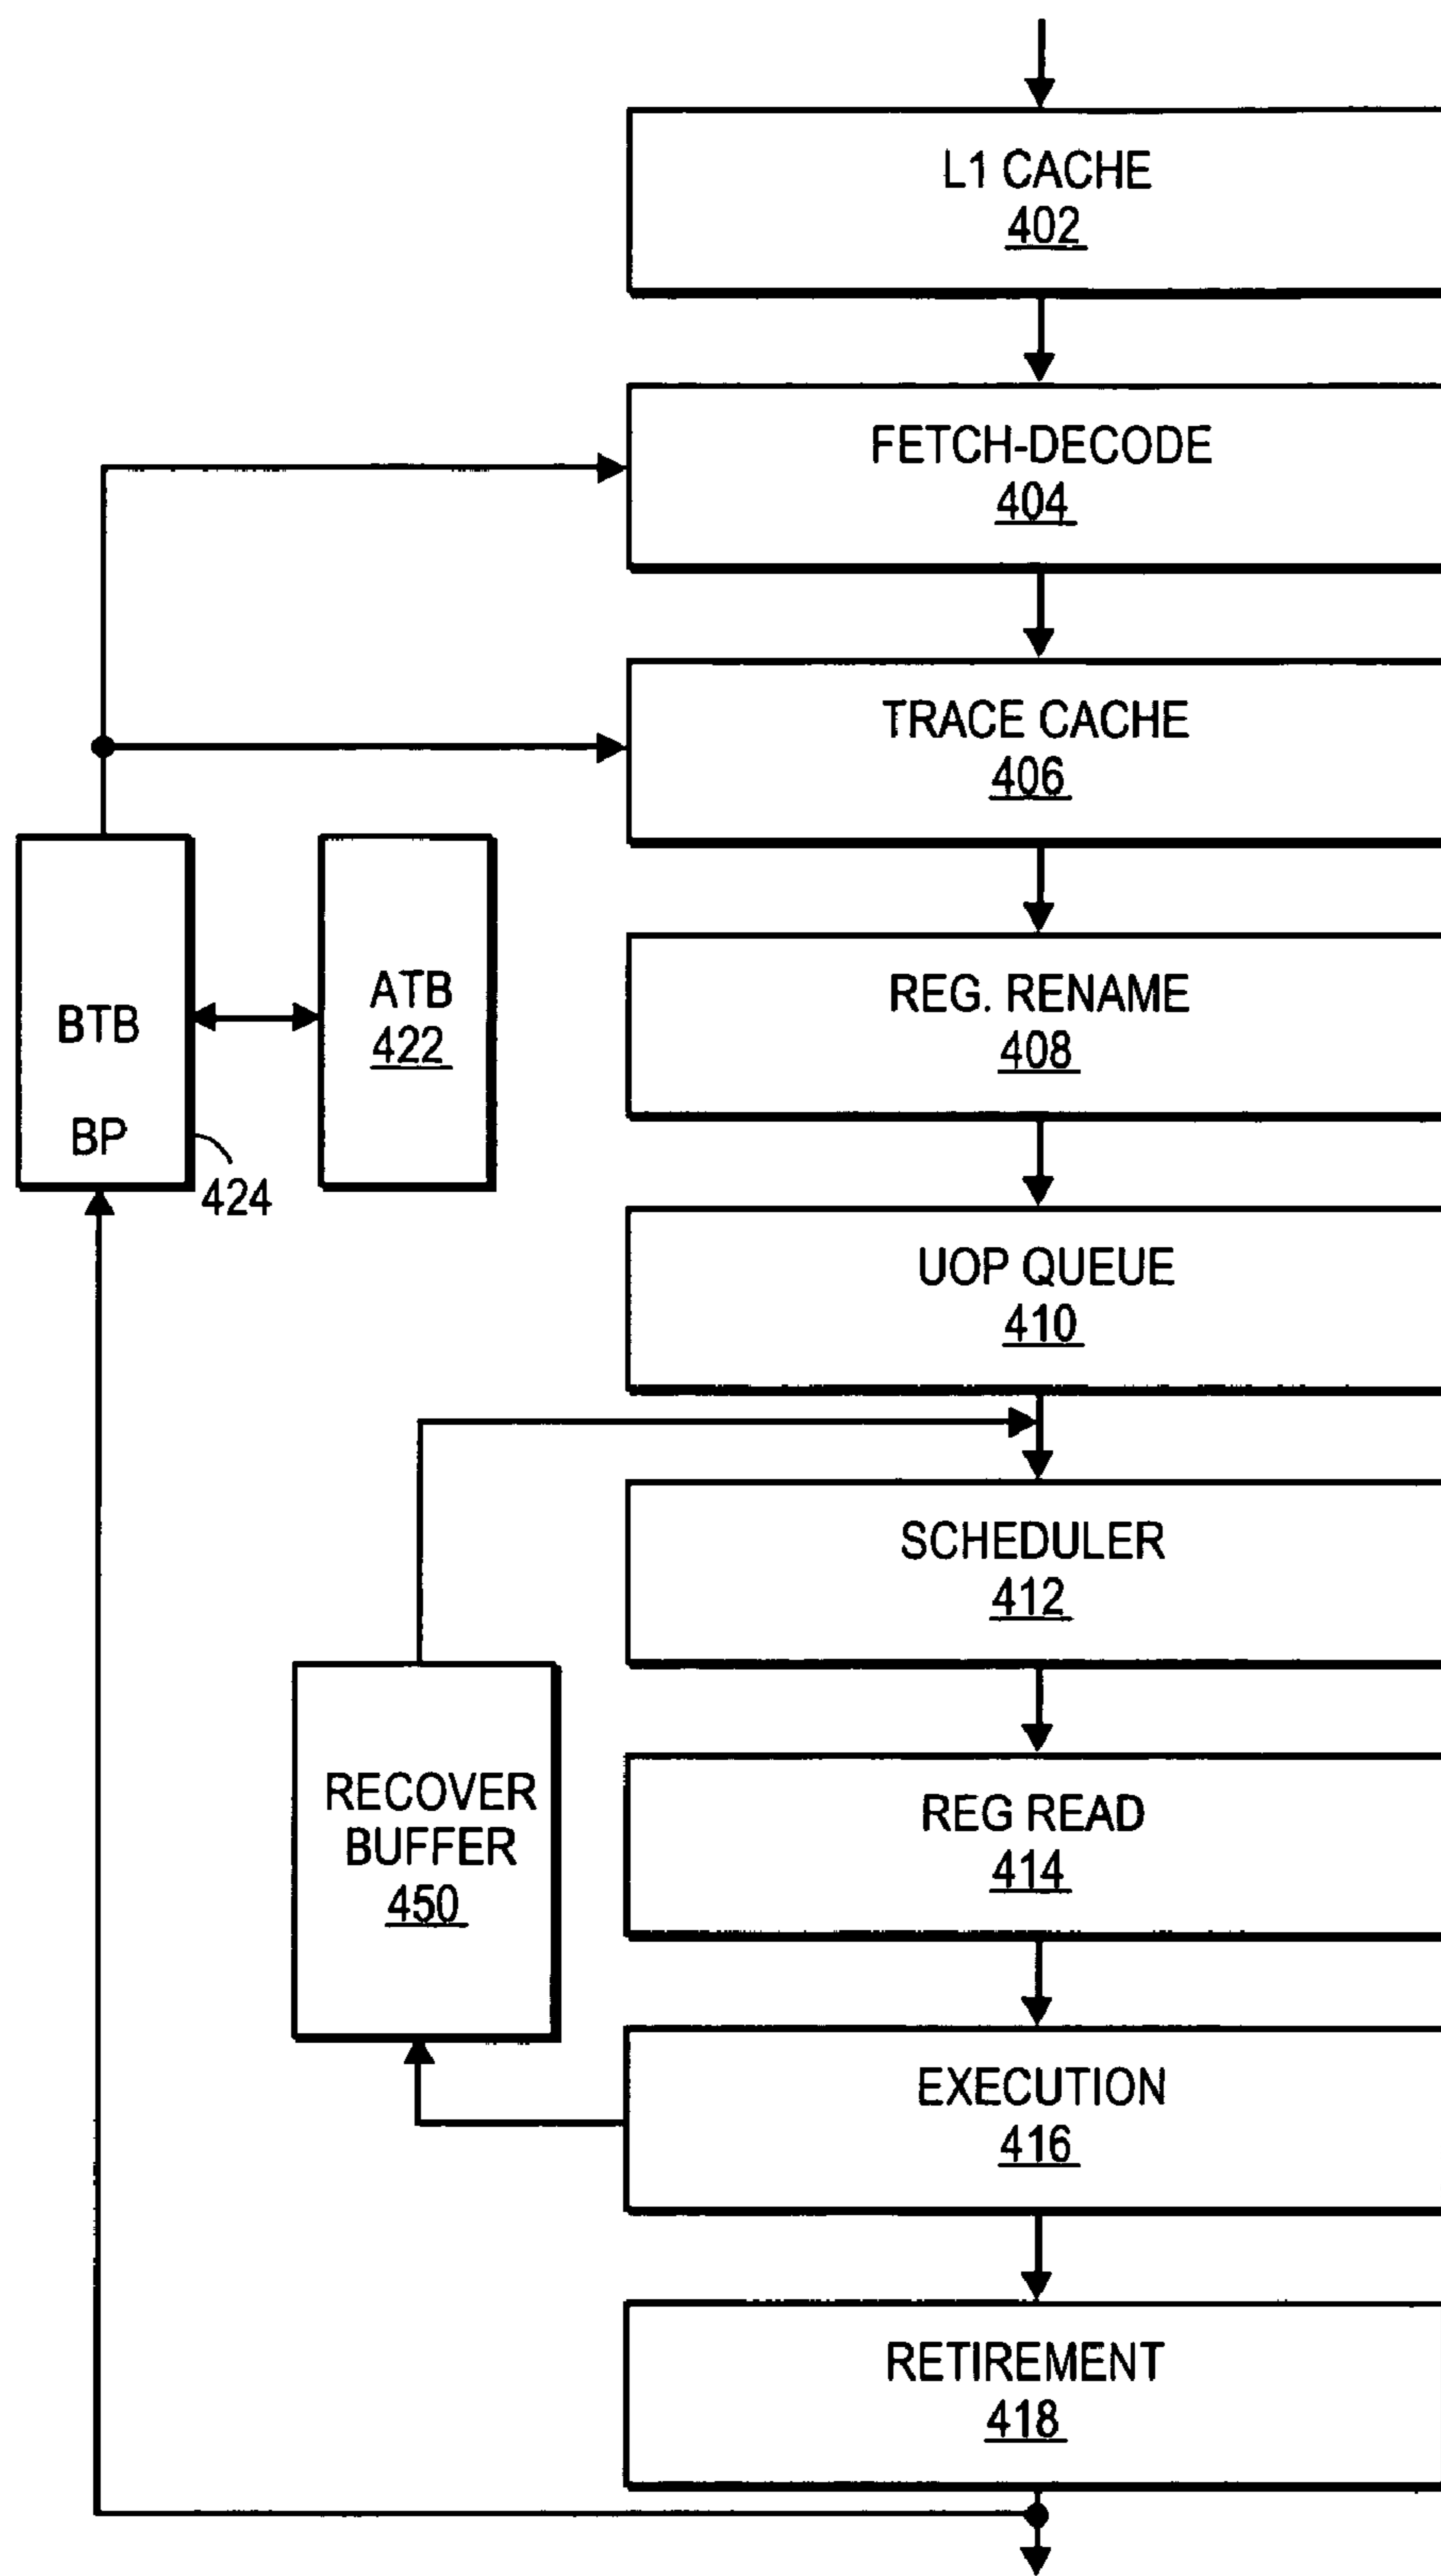 L1 CACHE
402
FETCH-DECODE
404
TRACE CACHE
406
BTB
BP
424
ATB
422
REG. RENAME
408
UOP QUEUE
410
SCHEDULER
412
RECOVER
BUFFER
450
REG READ
414
EXECUTION
416
RETIREMENT
418